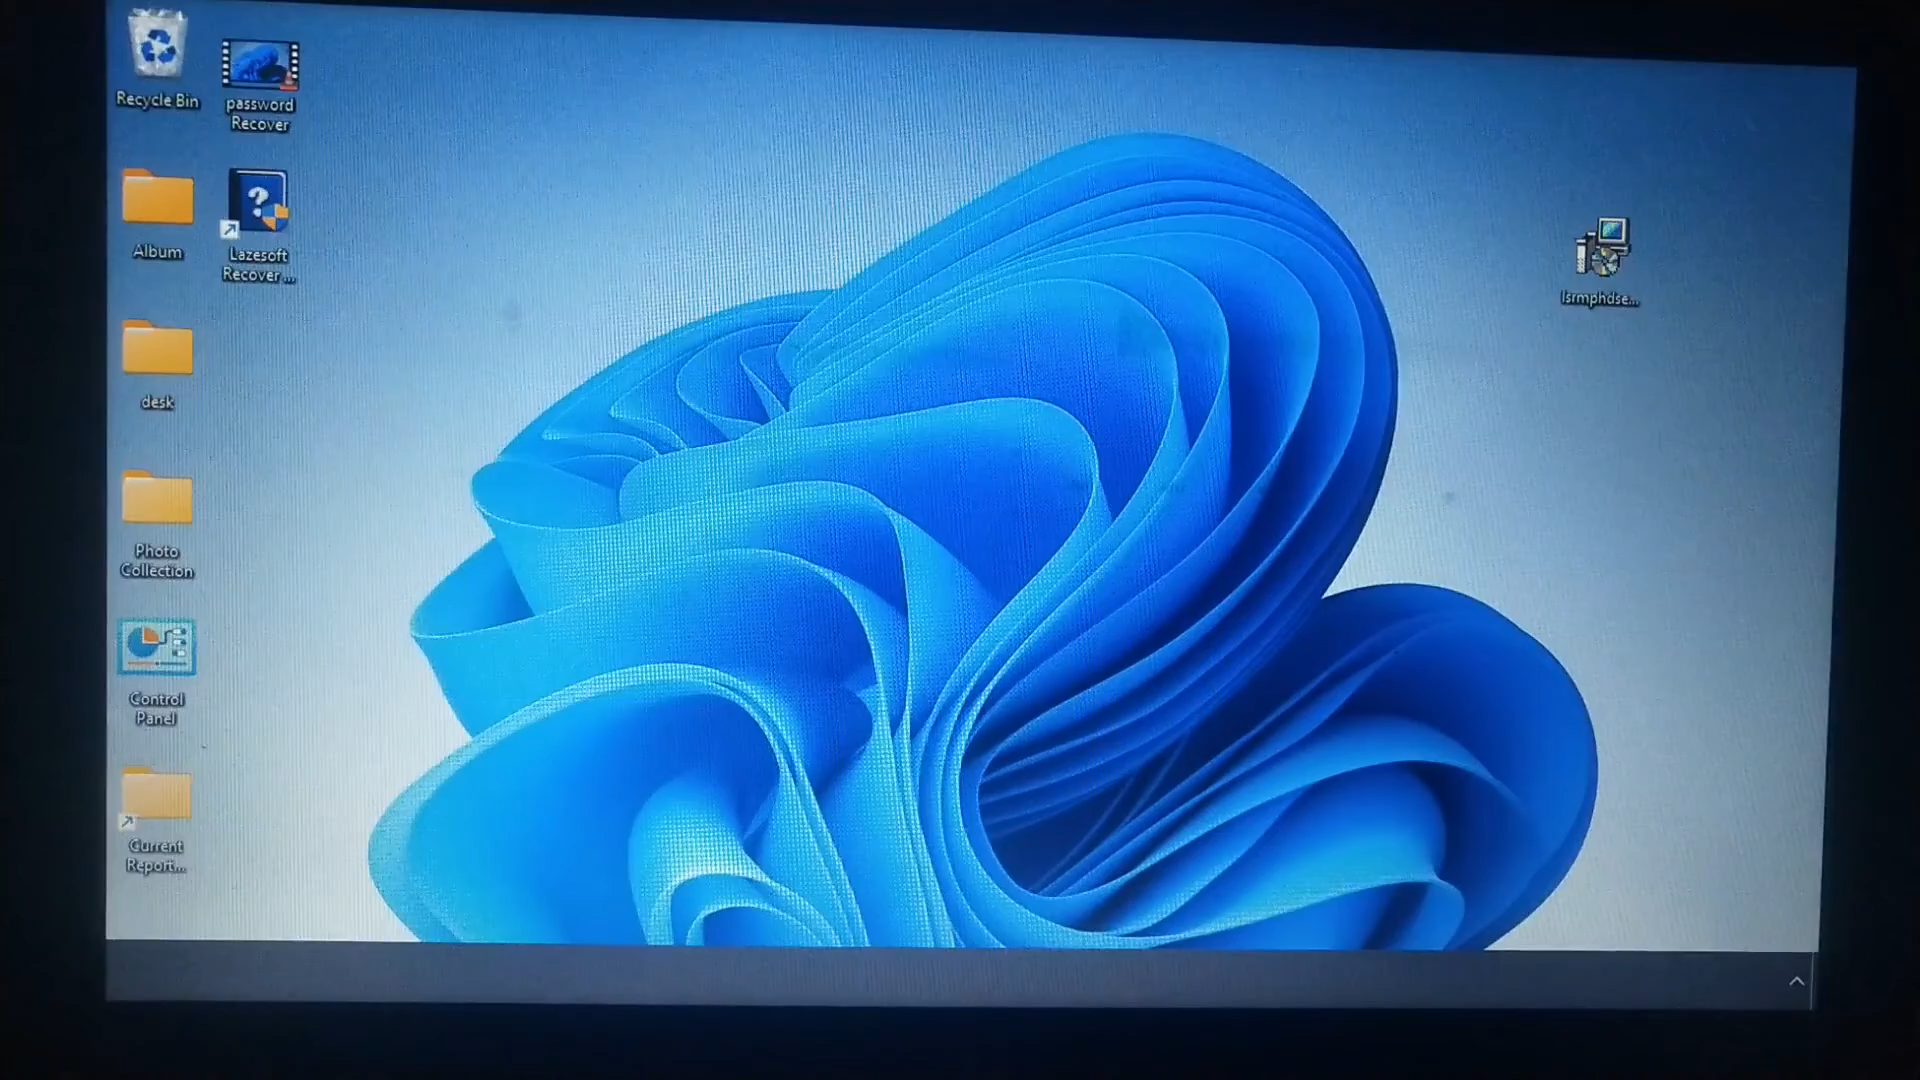 Recycle Bin
password
Recover
Album
?
Lazesoft
Recover ...
lsrmphdse...
desk
Photo
Collection
Control
Panel
Current
Report...